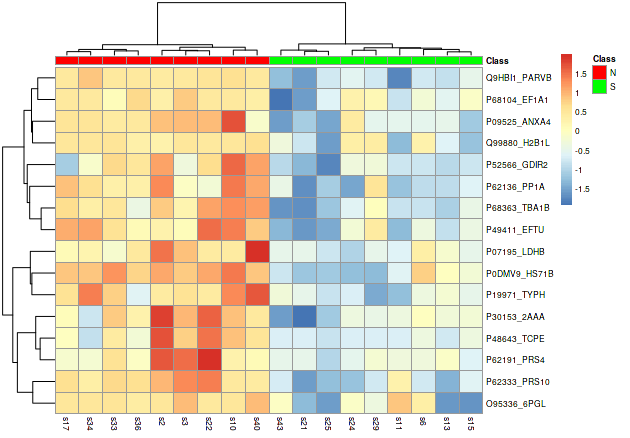 Class
Q9HBI1_PARVB
P68104_EF1A1
P09525_ANXA4
Q99880_H2B1L
P52566_GDIR2
P62136_PP1A
P68363_TBA1B
P49411_EFTU
P07195_LDHB
P0DMV9_HS71B
P19971_TYPH
P30153_2AAA
P48643_TCPE
P62191_PRS4
P62333_PRS10
O95336_6PGL
s17 s34 s33 s36 s2 s3 s22 s10 s40 s43 s21 s25 s24 s29 s11 s6 s13 s15
1.5
1
0.5
0
-0.5
-1
-1.5
Class
N
S